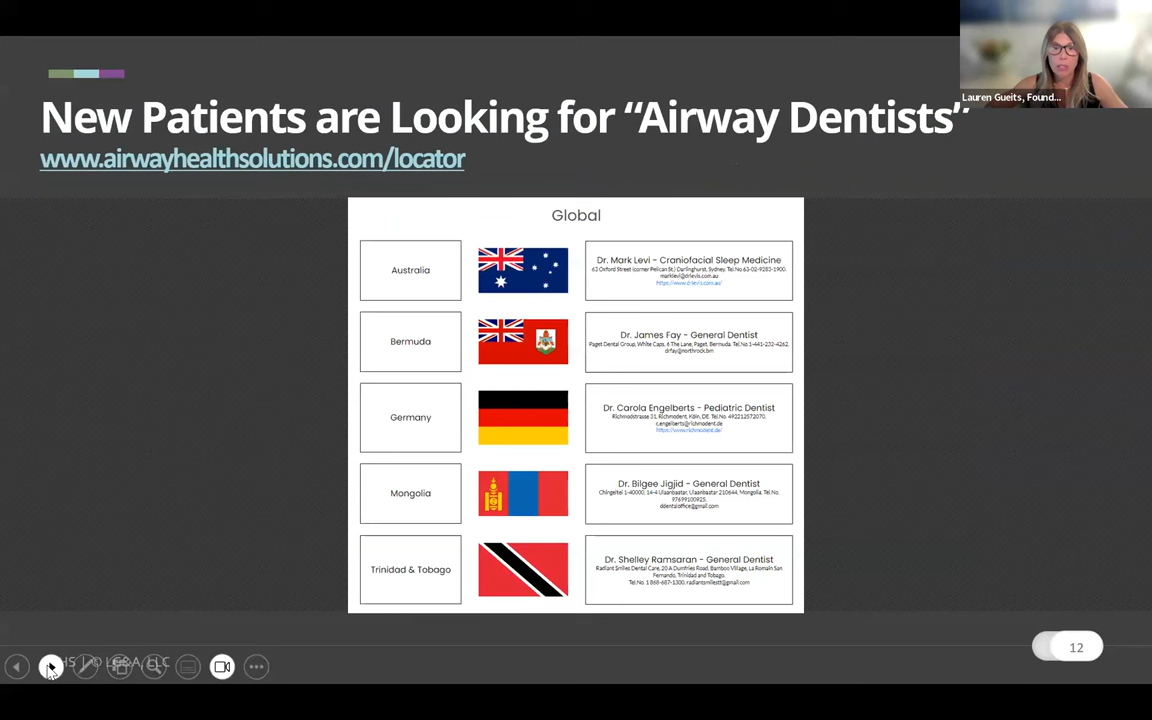 Lauren Gueits, Found...
New Patients are Looking for “Airway Dentists”
www.airwayhealthsolutions.com/locator
Global
Australia
Dr. Mark Levi - Craniofacial Sleep Medicine
63 Oxford Street (corner Pelican St.) Darlinghurst, Sydney. Tel.No 63-02-9283-1900.
marklevi@drlevis.com.au
https://www.drlevis.com.au/
Bermuda
Dr. James Fay - General Dentist
Paget Dental Group, White Caps, 6 The Lane, Paget, Bermuda. Tel.No 1-441-232-4262.
drfay@northrock.bm
Germany
Dr. Carola Engelberts - Pediatric Dentist
Richmodstrasse 31, Richmodent, Köln, DE. Tel.No. 492212572070.
c.engelberts@richmodent.de
https://www.richmodent.de/
Mongolia
Dr. Bilgee Jigjid - General Dentist
Chingeltei 1-40000, 14-4 Ulaanbaatar, Ulaanbaatar 210644, Mongolia. Tel.No.
97699100925.
ddentaloffice@gmail.com
Trinidad & Tobago
Dr. Shelley Ramsaran - General Dentist
Radiant Smiles Dental Care, 20 A Dumfries Road, Bamboo Village, La Romain San
Fernando, Trinidad and Tobago.
Tel.No. 1 868-687-1300, radiantsmilestt@gmail.com
12
LLC